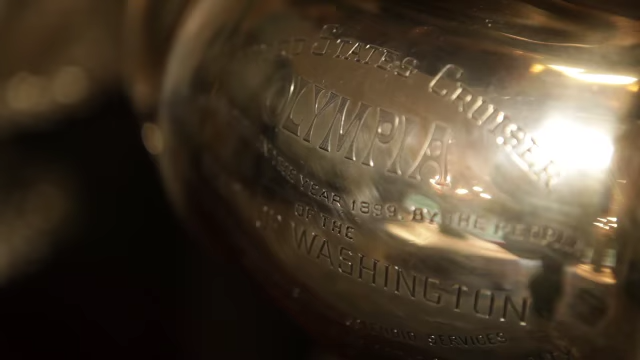 STATES CRUISER
OLYMPIA
YEAR 1899, BY THE PEOPLE
OF THE
WASHINGTON
SERVICES